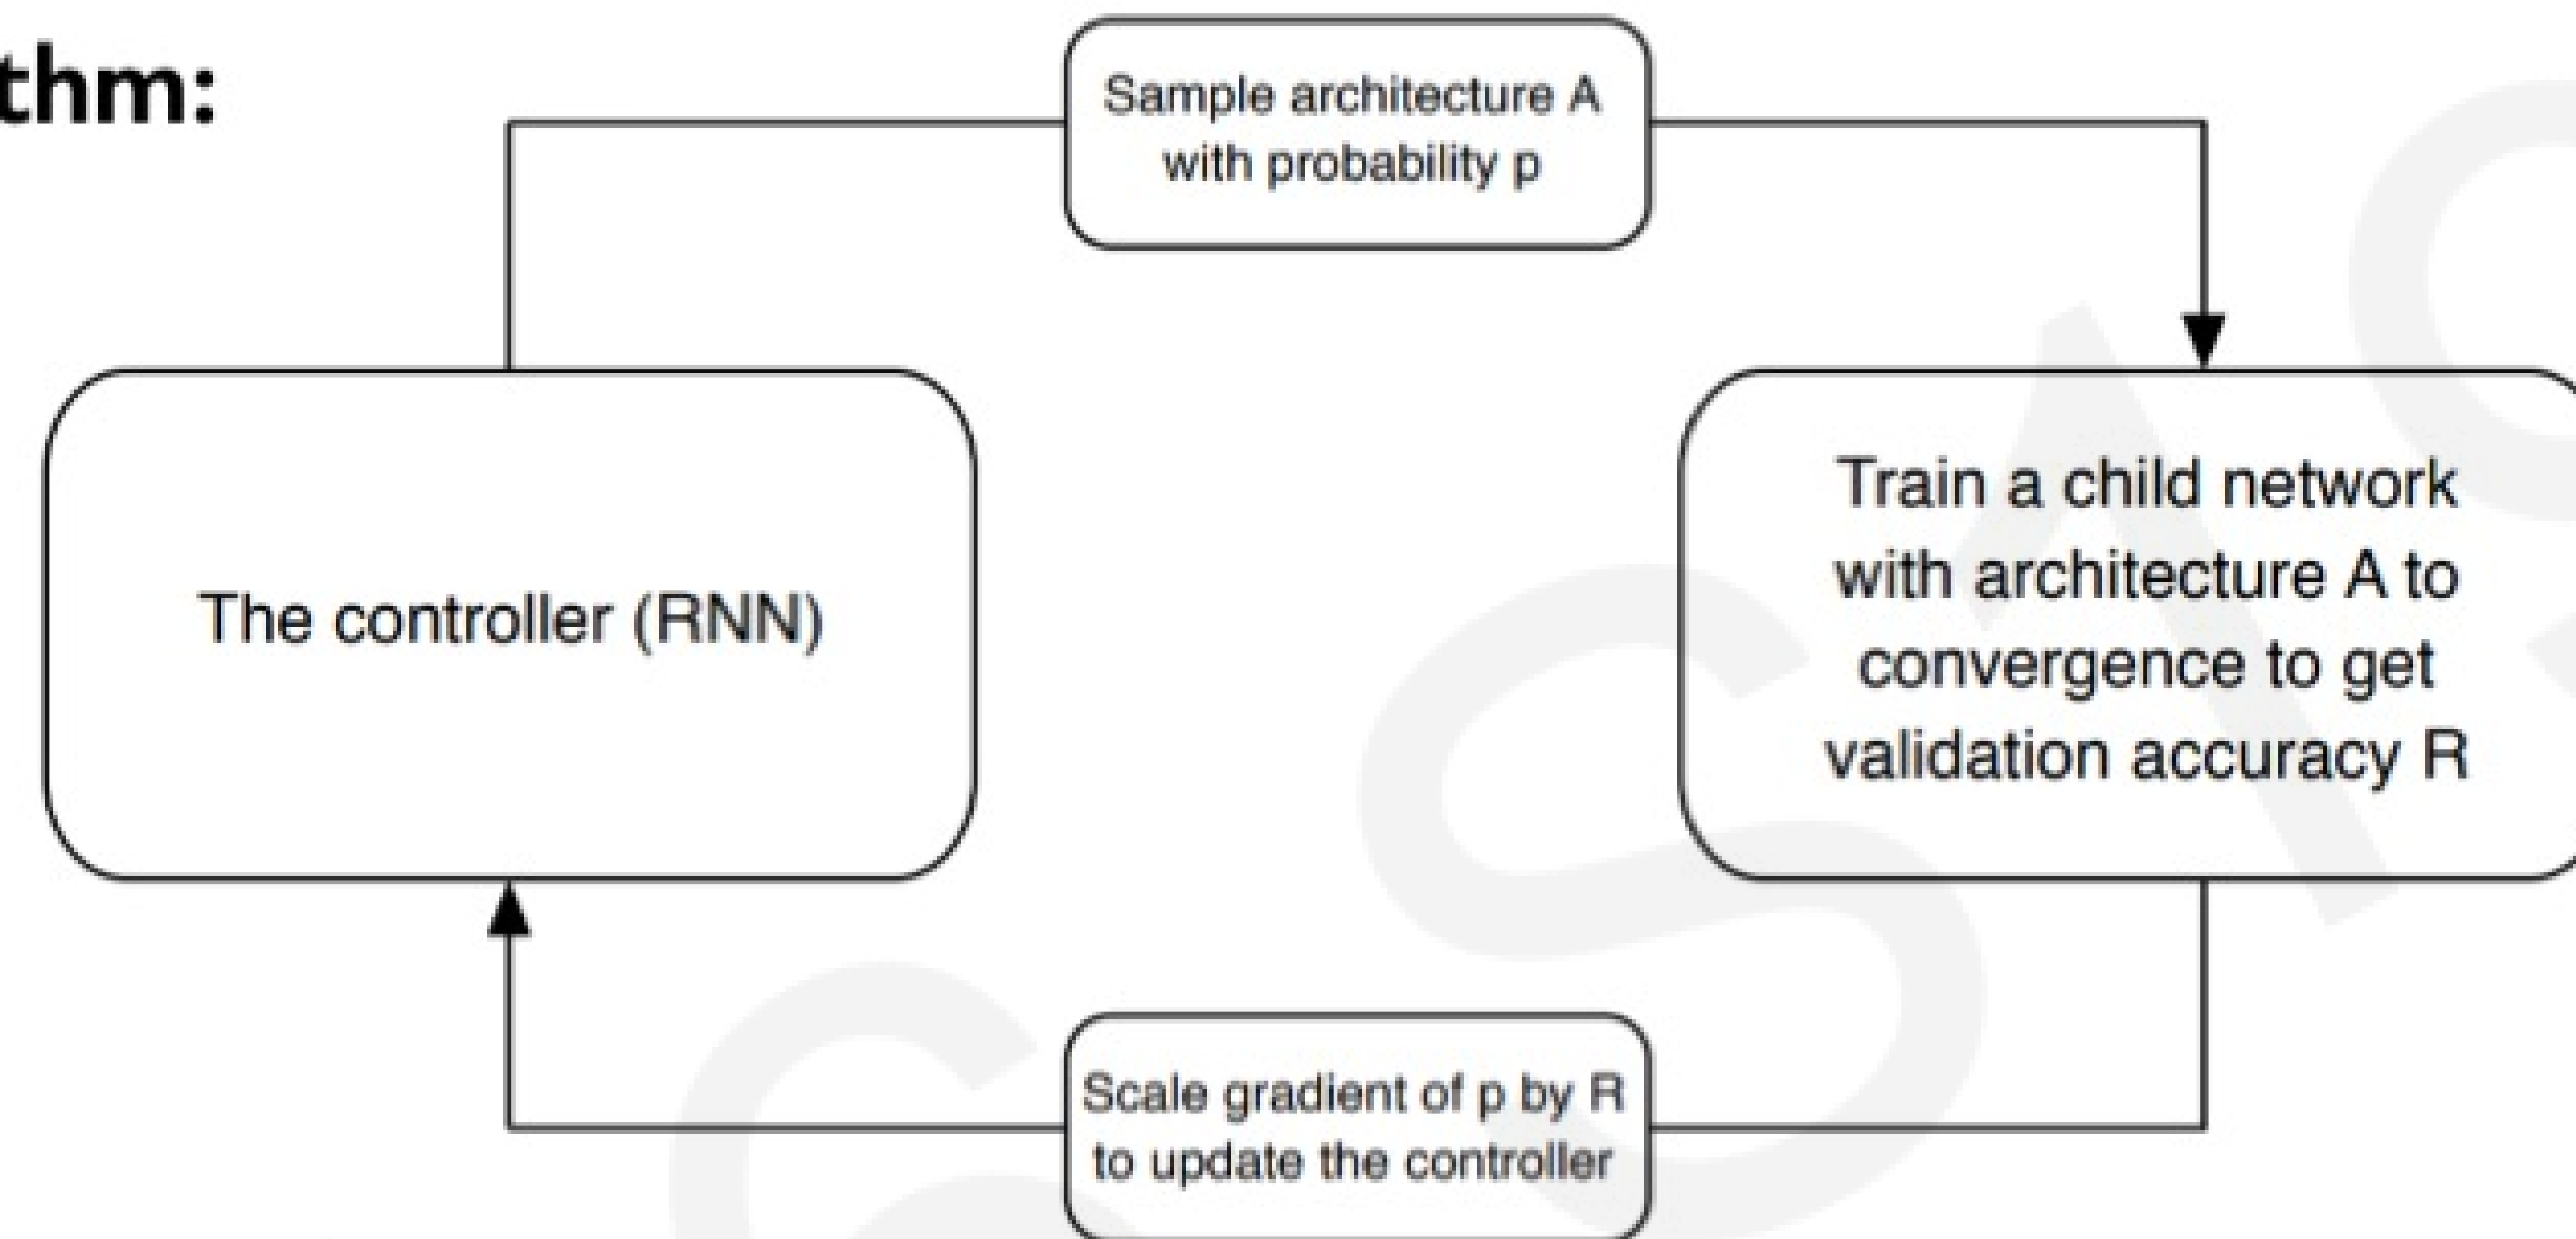 thm:
Sample architecture A
with probability p
The controller (RNN)
Train a child network
with architecture A to
convergence to get
validation accuracy R
Scale gradient of p by R
to update the controller